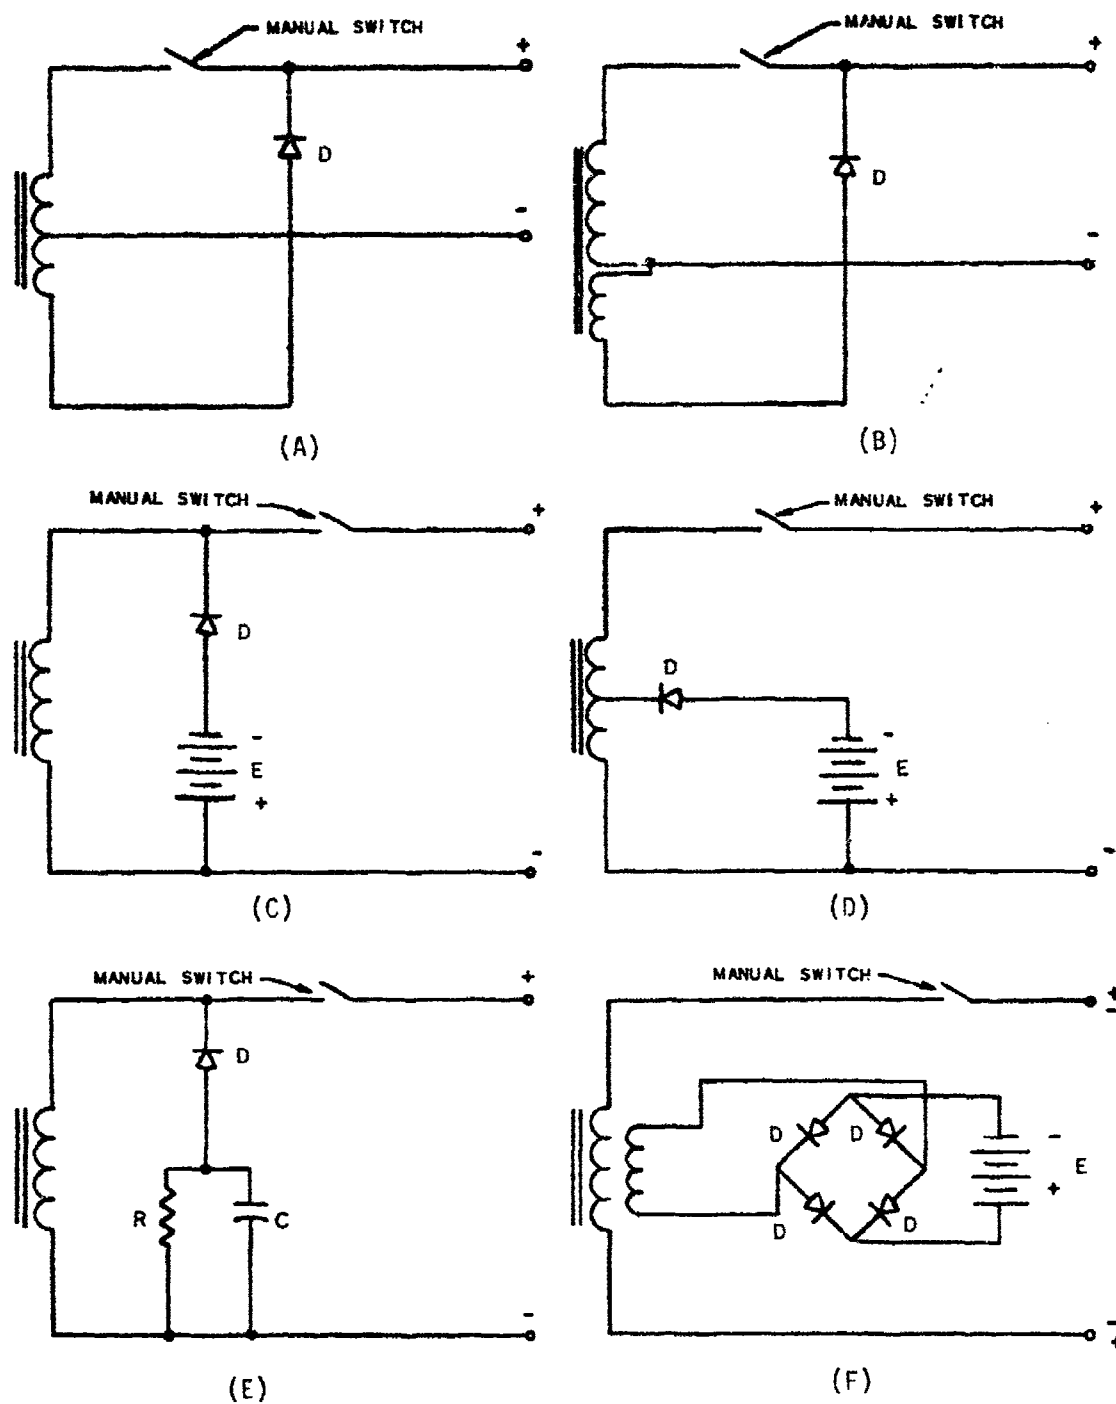 MANUAL SWITCH
+
D
-
(A)
MANUAL SWITCH
+
D
-
(B)
MANUAL SWITCH
+
D
-
E
+
-
(C)
MANUAL SWITCH
+
D
-
E
+
-
(D)
MANUAL SWITCH
+
D
R
C
-
(E)
MANUAL SWITCH
+
-
D
D
-
E
+
D
D
-
+
(F)